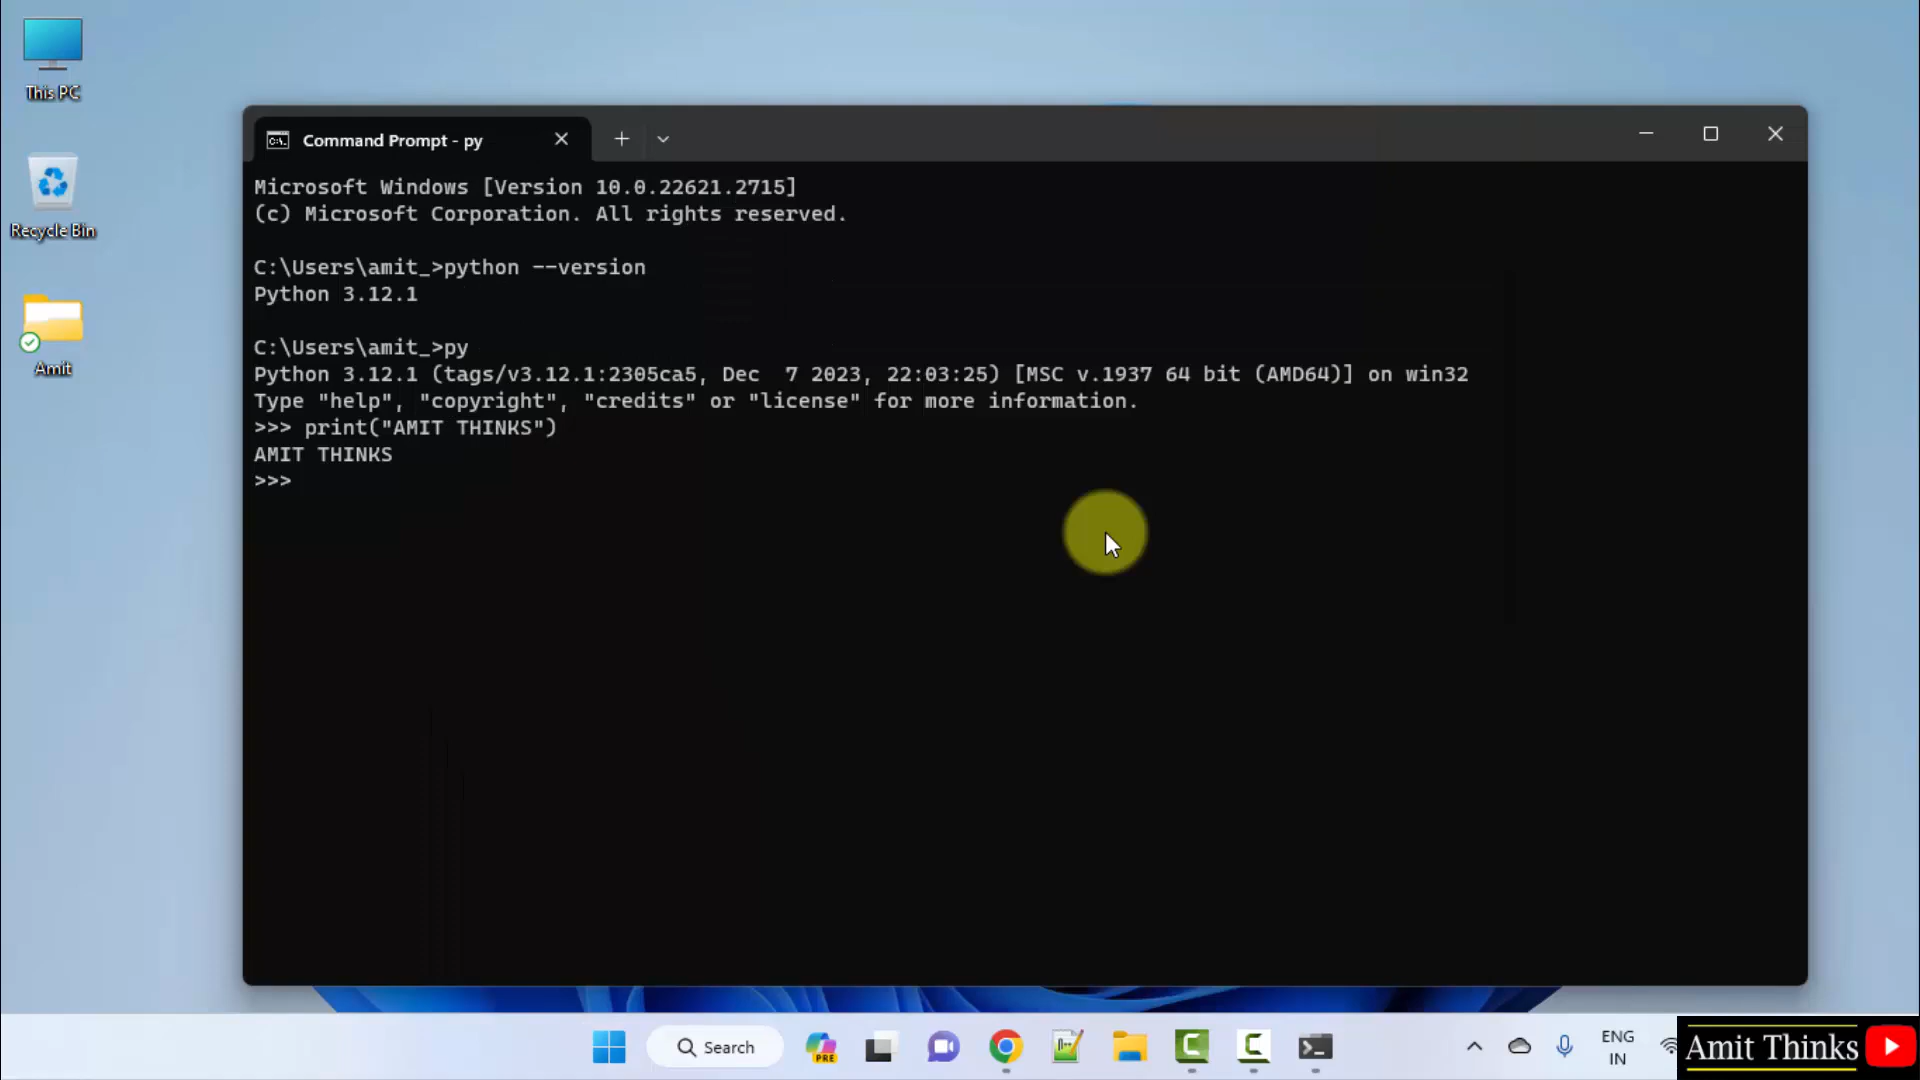 This PC
Recycle Bin
Amit
Command Prompt - py
Microsoft Windows [Version 10.0.22621.2715]
(c) Microsoft Corporation. All rights reserved.
C:\Users\amit_>python --version
Python 3.12.1
C:\Users\amit_>py
Python 3.12.1 (tags/v3.12.1:2305ca5, Dec  7 2023, 22:03:25) [MSC v.1937 64 bit (AMD64)] on win32
Type "help", "copyright", "credits" or "license" for more information.
>>> print("AMIT THINKS")
AMIT THINKS
>>>
Search
PRE
ENG
IN
Amit Thinks